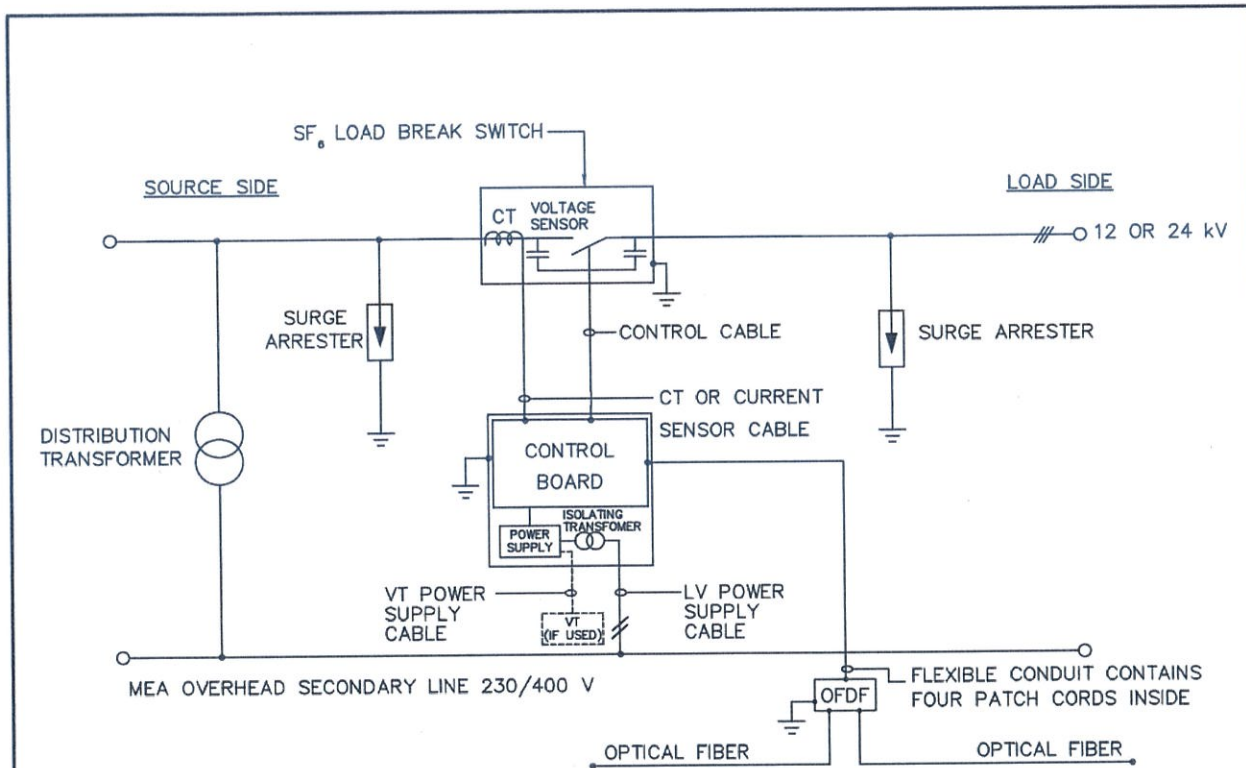 SF6 LOAD BREAK SWITCH
SOURCE SIDE
LOAD SIDE
CT
VOLTAGE
SENSOR
12 OR 24 kV
SURGE
ARRESTER
CONTROL CABLE
SURGE ARRESTER
CT OR CURRENT
SENSOR CABLE
DISTRIBUTION
TRANSFORMER
CONTROL
BOARD
ISOLATING
TRANSFOMER
POWER
SUPPLY
VT POWER
SUPPLY
CABLE
VT
(IF USED)
LV POWER
SUPPLY
CABLE
MEA OVERHEAD SECONDARY LINE 230/400 V
FLEXIBLE CONDUIT CONTAINS
FOUR PATCH CORDS INSIDE
OFDF
OPTICAL FIBER
OPTICAL FIBER